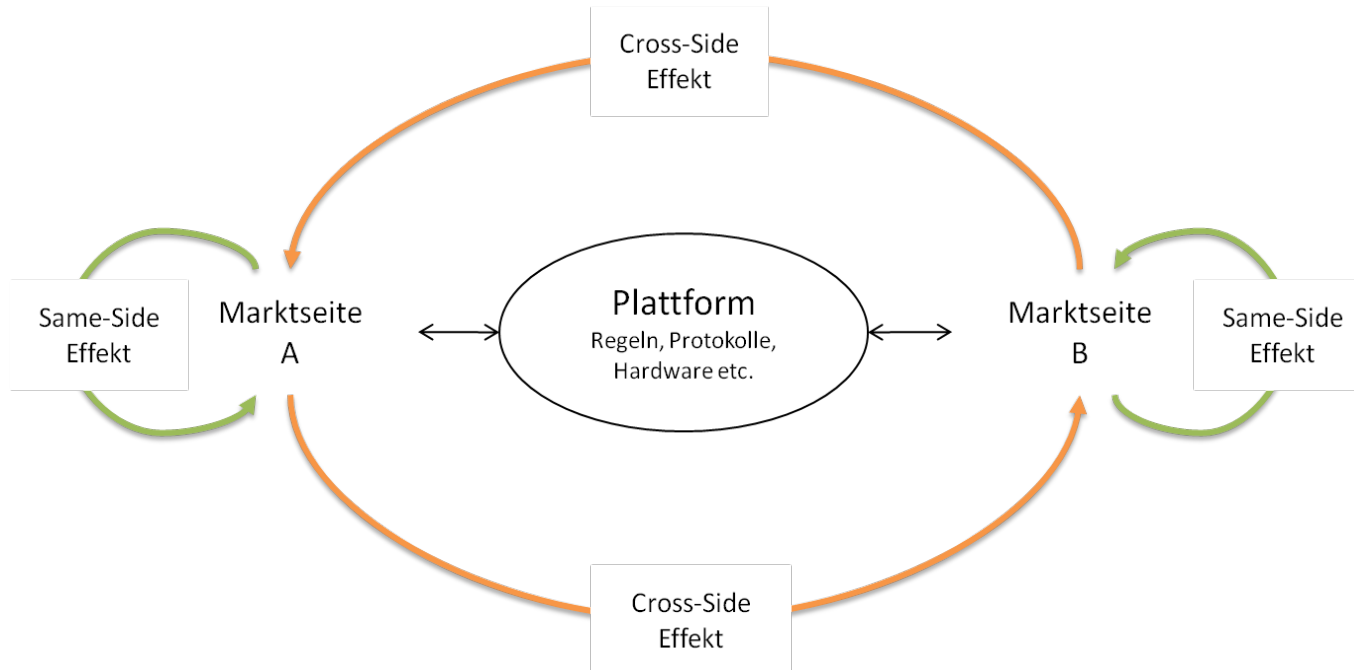 Cross-Side
Effekt
Same-Side
Effekt
Marktseite
A
Plattform
Regeln, Protokolle,
Hardware etc.
Marktseite
B
Same-Side
Effekt
Cross-Side
Effekt